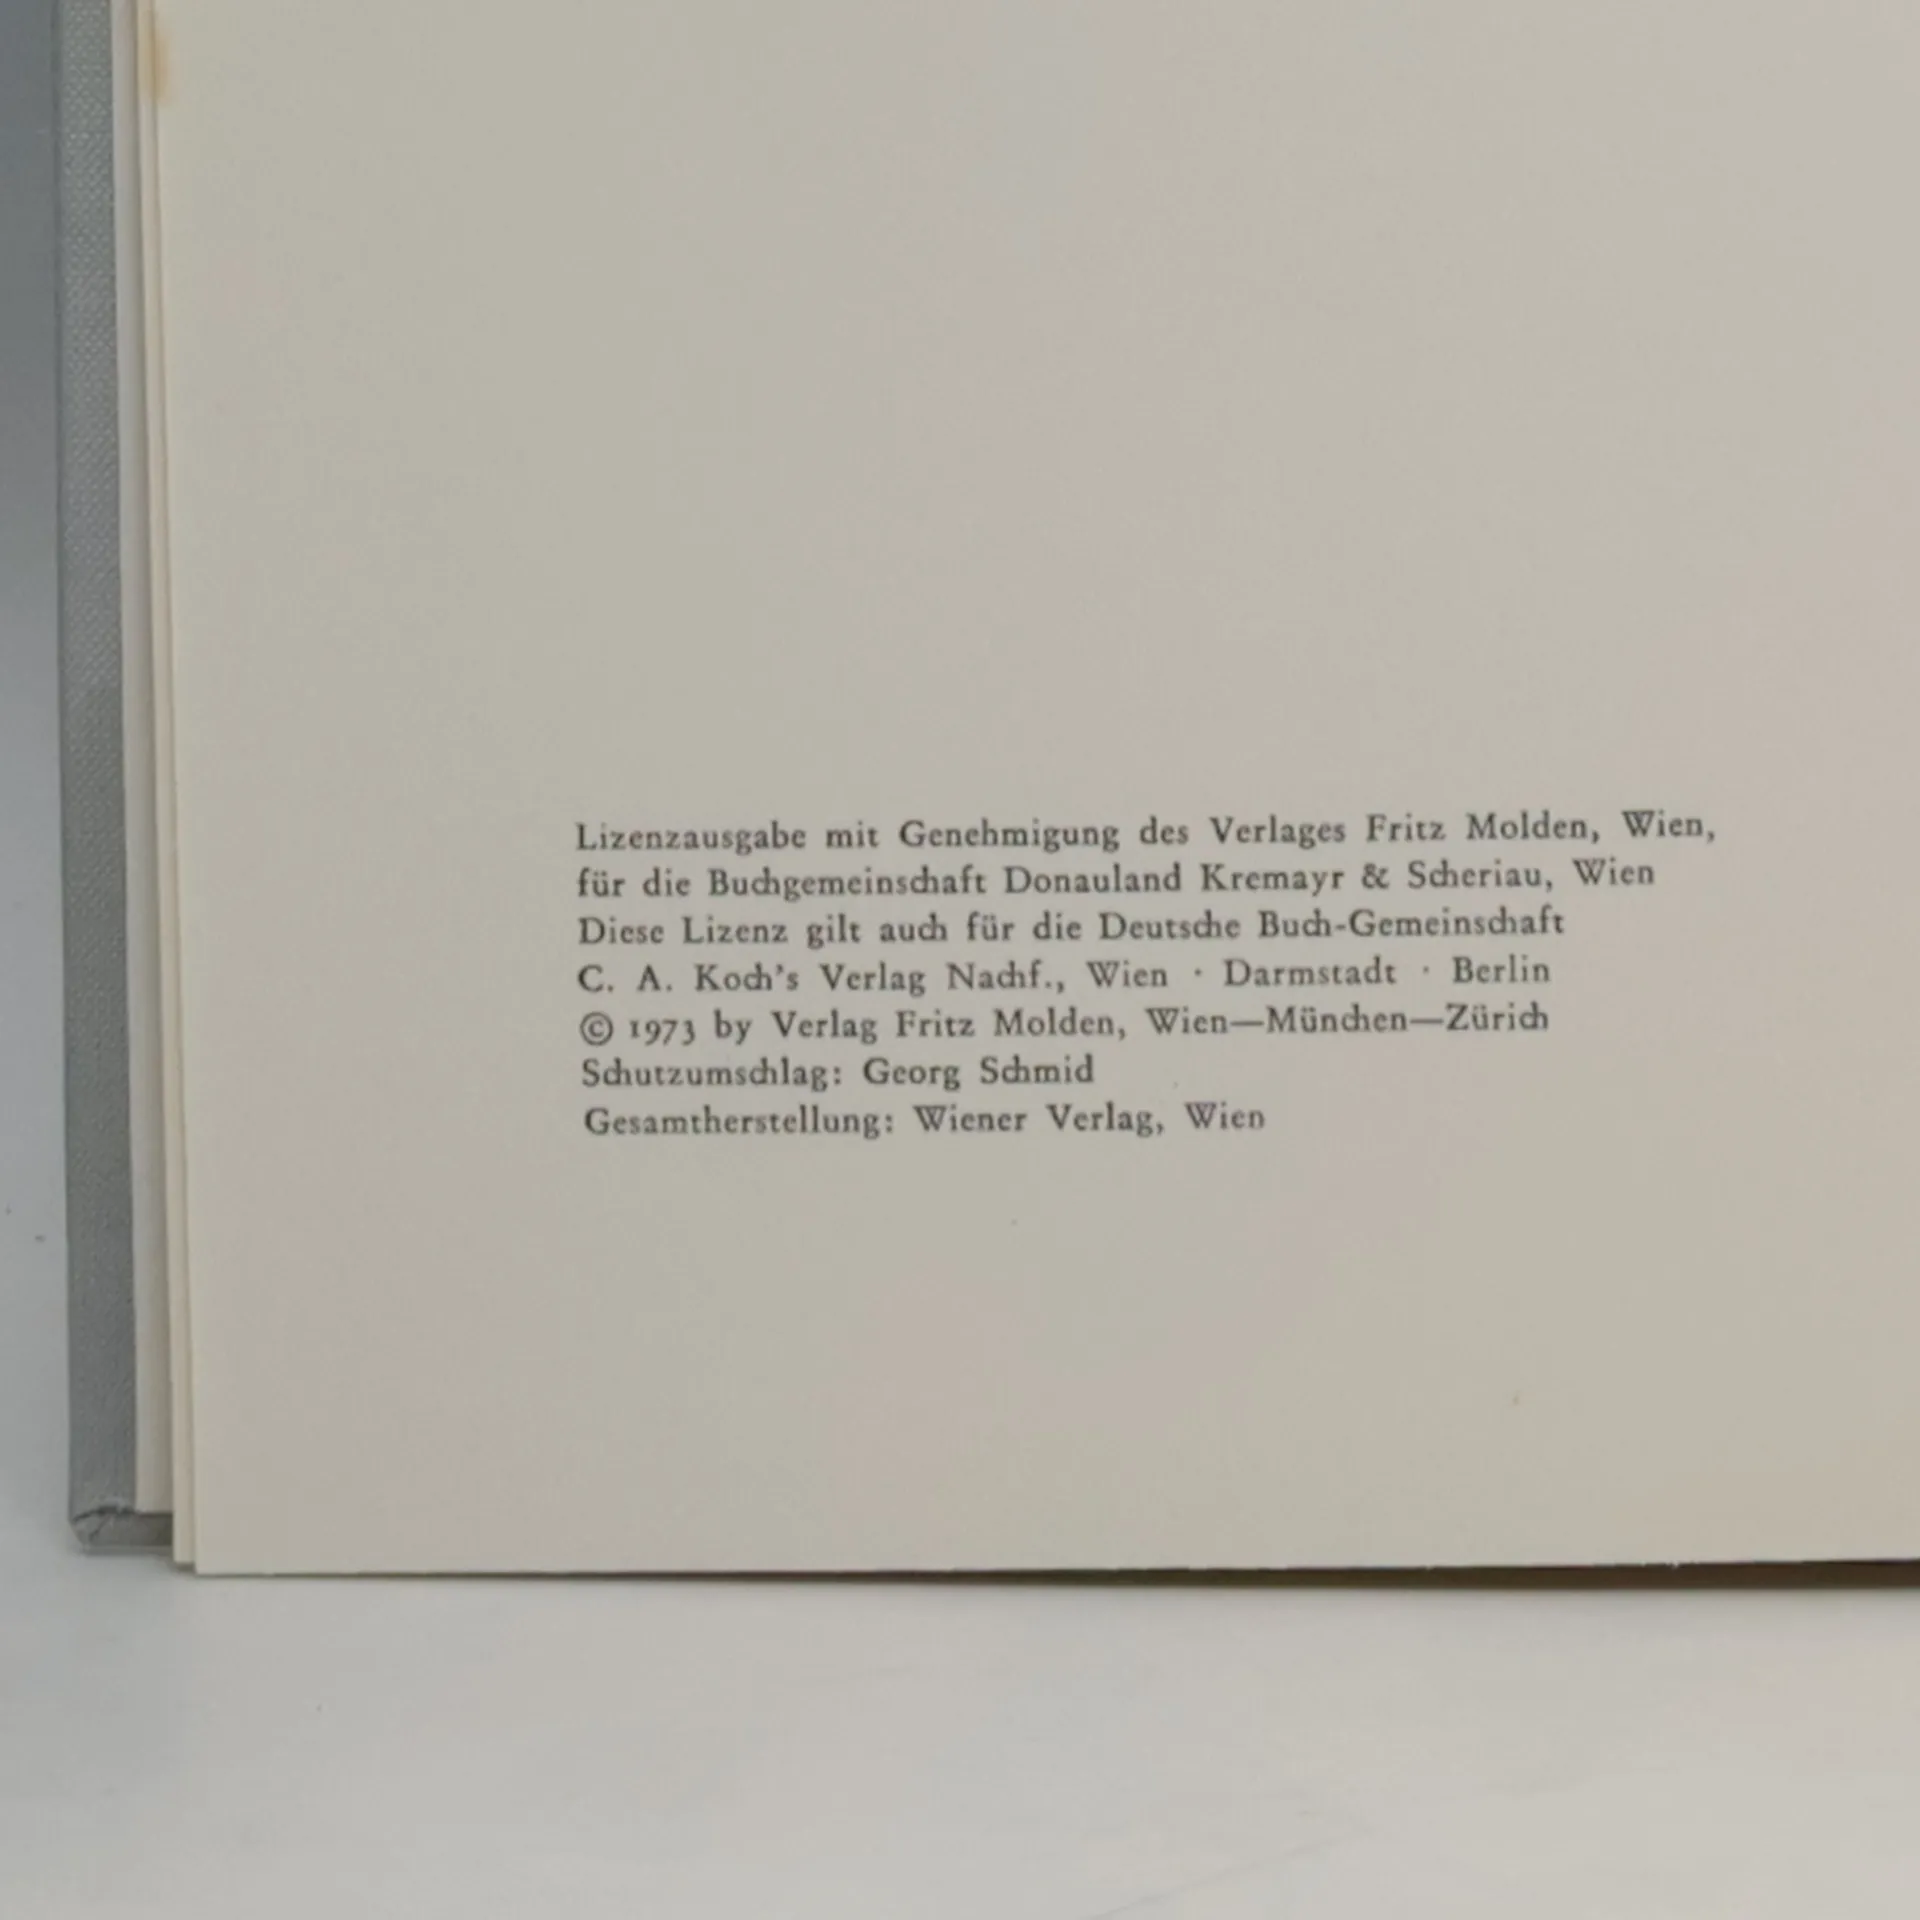 Lizenzausgabe mit Genehmigung des Verlages Fritz Molden, Wien,
für die Buchgemeinschaft Donauland Kremayr & Scheriau, Wien
Diese Lizenz gilt auch für die Deutsche Buch-Gemeinschaft
C. A. Koch's Verlag Nachf., Wien · Darmstadt · Berlin
© 1973 by Verlag Fritz Molden, Wien—München—Zürich
Schutzumschlag: Georg Schmid
Gesamtherstellung: Wiener Verlag, Wien